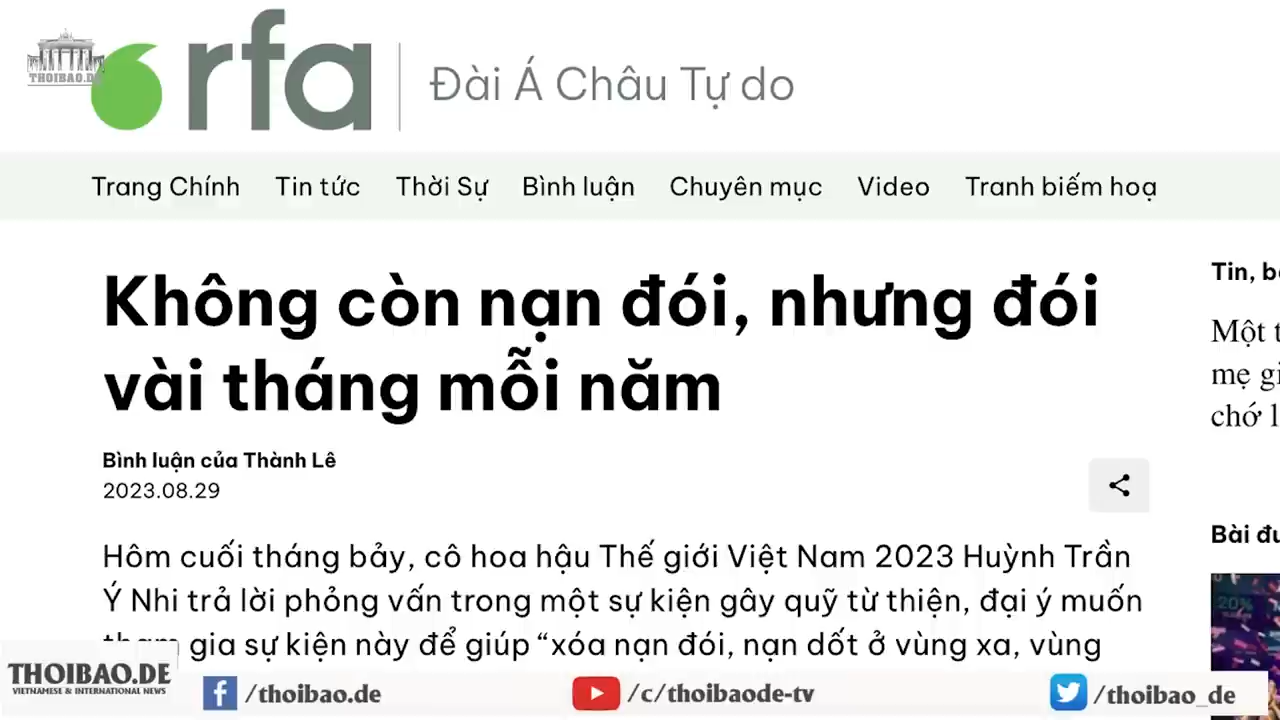 THOIBAO.DE
rfa
Đài Á Châu Tự do
Trang Chính Tin tức Thời Sự Bình luận Chuyên mục Video Tranh biếm hoạ
Không còn nạn đói, nhưng đói
vài tháng mỗi năm
Bình luận của Thành Lê
2023.08.29
Hôm cuối tháng bảy, cô hoa hậu Thế giới Việt Nam 2023 Huỳnh Trần
Ý Nhi trả lời phỏng vấn trong một sự kiện gây quỹ từ thiện, đại ý muốn
tham gia sự kiện này để giúp “xóa nạn đói, nạn dốt ở vùng xa, vùng
Tin,
Một
mẹ
chớ
Bài
20%
THOIBAO.DE
VIETNAMESE & INTERNATIONAL NEWS
/thoibao.de
/c/thoibaode-tv
/thoibao_de